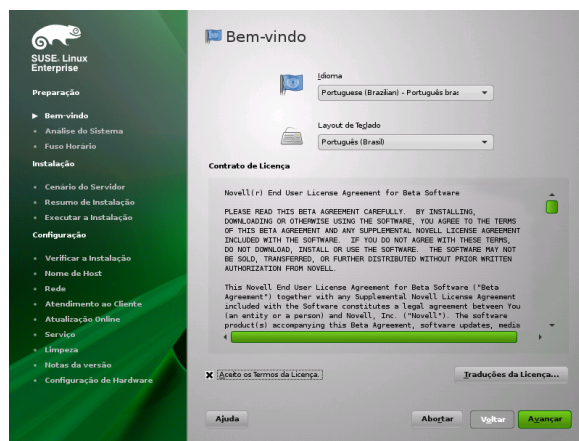 SUSE. Linux
Enterprise
Preparação
Bem-vindo
Análise do Sistema
Fuso Horário
Instalação
Cenário do Servidor
Resumo de Instalação
Executar a Instalação
Configuração
Verificar a Instalação
Nome de Host
Rede
Atendimento ao Cliente
Atualização Online
Serviço
Limpeza
Notas da versão
Configuração de Hardware
Bem-vindo
Idioma
Portuguese (Brazilian) - Português bras
Layout de Teclado
Português (Brasil)
Contrato de Licença
Novell(r) End User License Agreement for Beta Software
PLEASE READ THIS BETA AGREEMENT CAREFULLY. BY INSTALLING,
DOWNLOADING OR OTHERWISE USING THE SOFTWARE, YOU AGREE TO THE TERMS
OF THIS BETA AGREEMENT AND ANY SUPPLEMENTAL NOVELL LICENSE AGREEMENT
INCLUDED WITH THE SOFTWARE. IF YOU DO NOT AGREE WITH THESE TERMS,
DO NOT DOWNLOAD, INSTALL OR USE THE SOFTWARE. THE SOFTWARE MAY NOT
BE SOLD, TRANSFERRED, OR FURTHER DISTRIBUTED WITHOUT PRIOR WRITTEN
AUTHORIZATION FROM NOVELL.
This Novell End User License Agreement for Beta Software ("Beta
Agreement") together with any Supplemental Novell License Agreement
included with the Software constitutes a legal agreement between You
(an entity or a person) and Novell, Inc. ("Novell"). The software
product(s) accompanying this Beta Agreement, software updates, media
Aceito os Termos da Licença.
Traduções da Licença...
Ajuda
Abortar
Voltar
Avançar